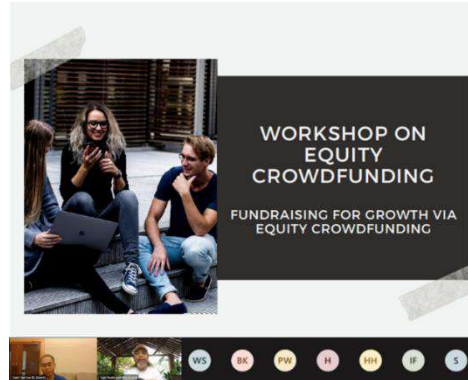 WORKSHOP ON
EQUITY
CROWDFUNDING
FUNDRAISING FOR GROWTH VIA
EQUITY CROWDFUNDING
WS BK PW H HH IF S